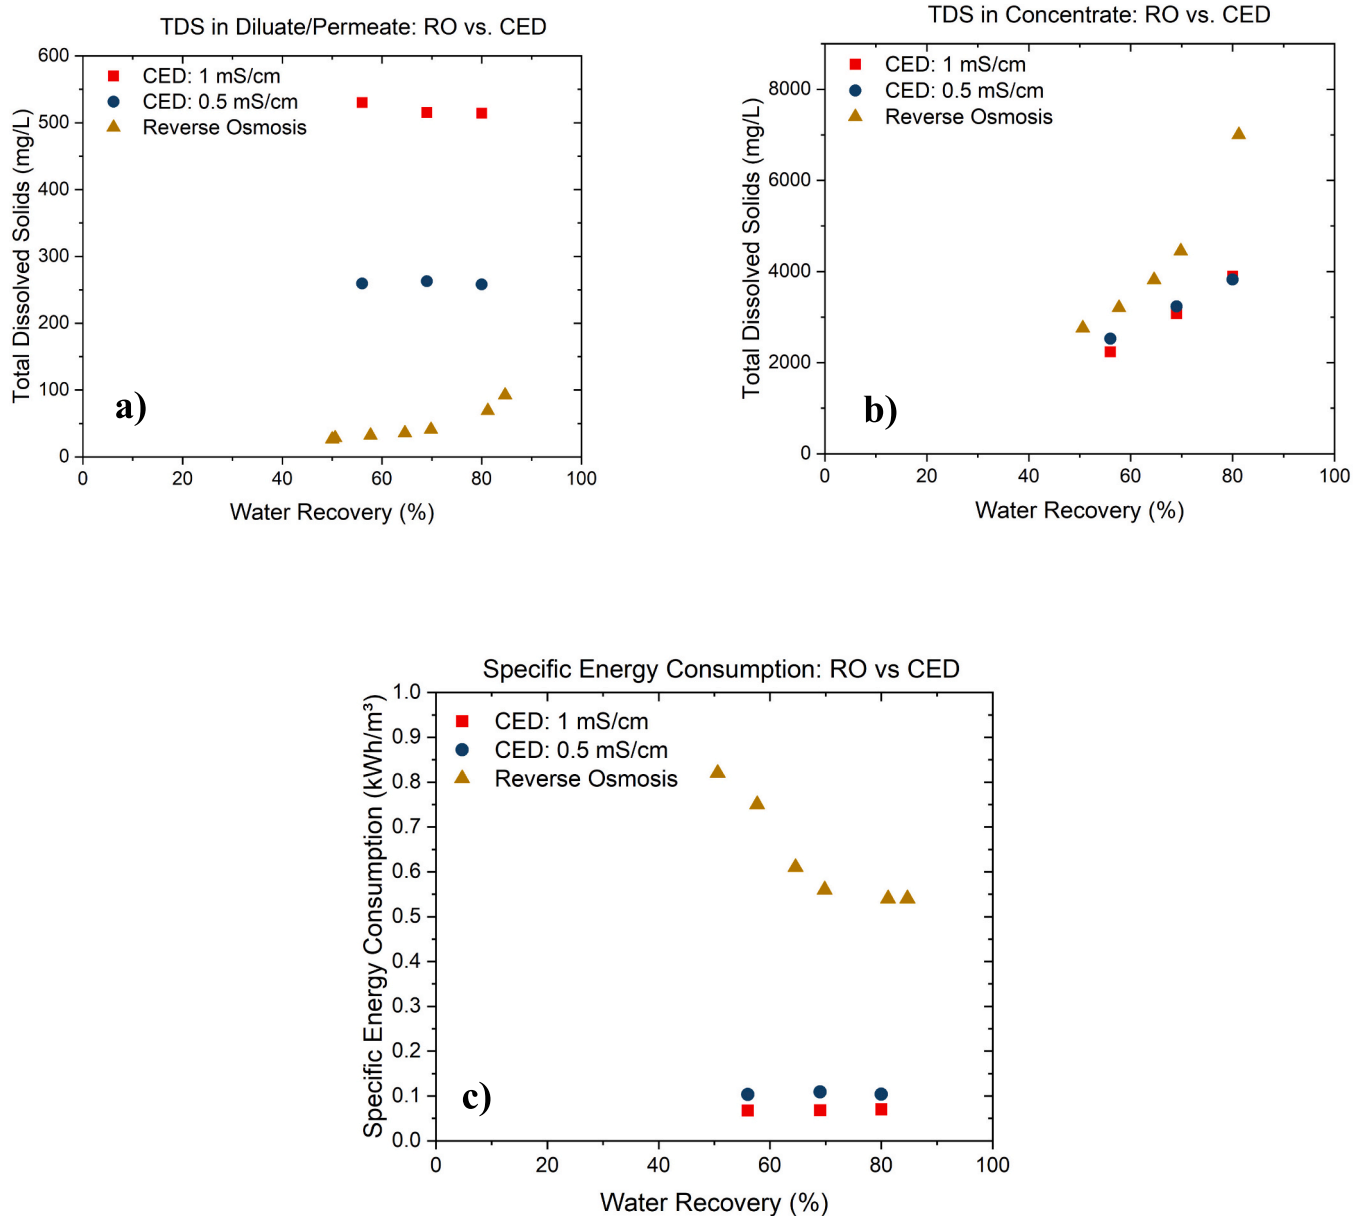 TDS in Diluate/Permeate: RO vs. CED
600
500
400
300
200
100
0
Total Dissolved Solids (mg/L)
CED: 1 mS/cm
CED: 0.5 mS/cm
Reverse Osmosis
a)
0 20 40 60 80 100
Water Recovery (%)
TDS in Concentrate: RO vs. CED
8000
6000
4000
2000
0
Total Dissolved Solids (mg/L)
CED: 1 mS/cm
CED: 0.5 mS/cm
Reverse Osmosis
b)
0 20 40 60 80 100
Water Recovery (%)
Specific Energy Consumption: RO vs CED
1.0
0.9
0.8
0.7
0.6
0.5
0.4
0.3
0.2
0.1
0.0
Specific Energy Consumption (kWh/m³)
CED: 1 mS/cm
CED: 0.5 mS/cm
Reverse Osmosis
c)
0 20 40 60 80 100
Water Recovery (%)